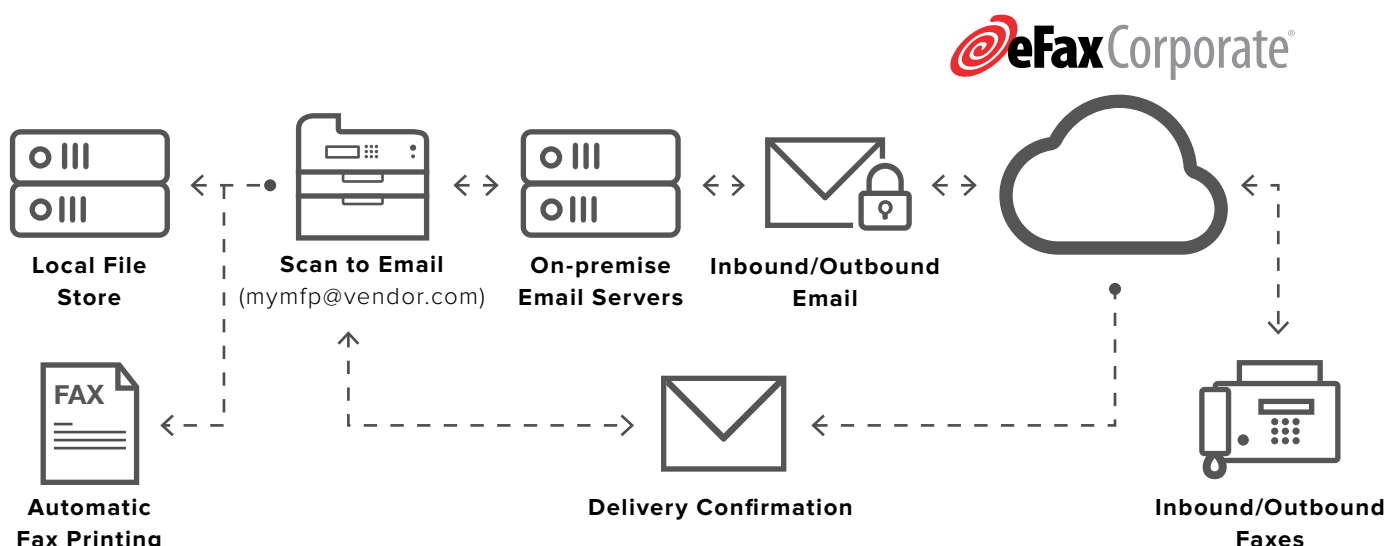 eFax Corporate®
Local File
Store
Scan to Email
(mymfp@vendor.com)
On-premise
Email Servers
Inbound/Outbound
Email
FAX
Automatic
Fax Printing
Delivery Confirmation
Inbound/Outbound
Faxes